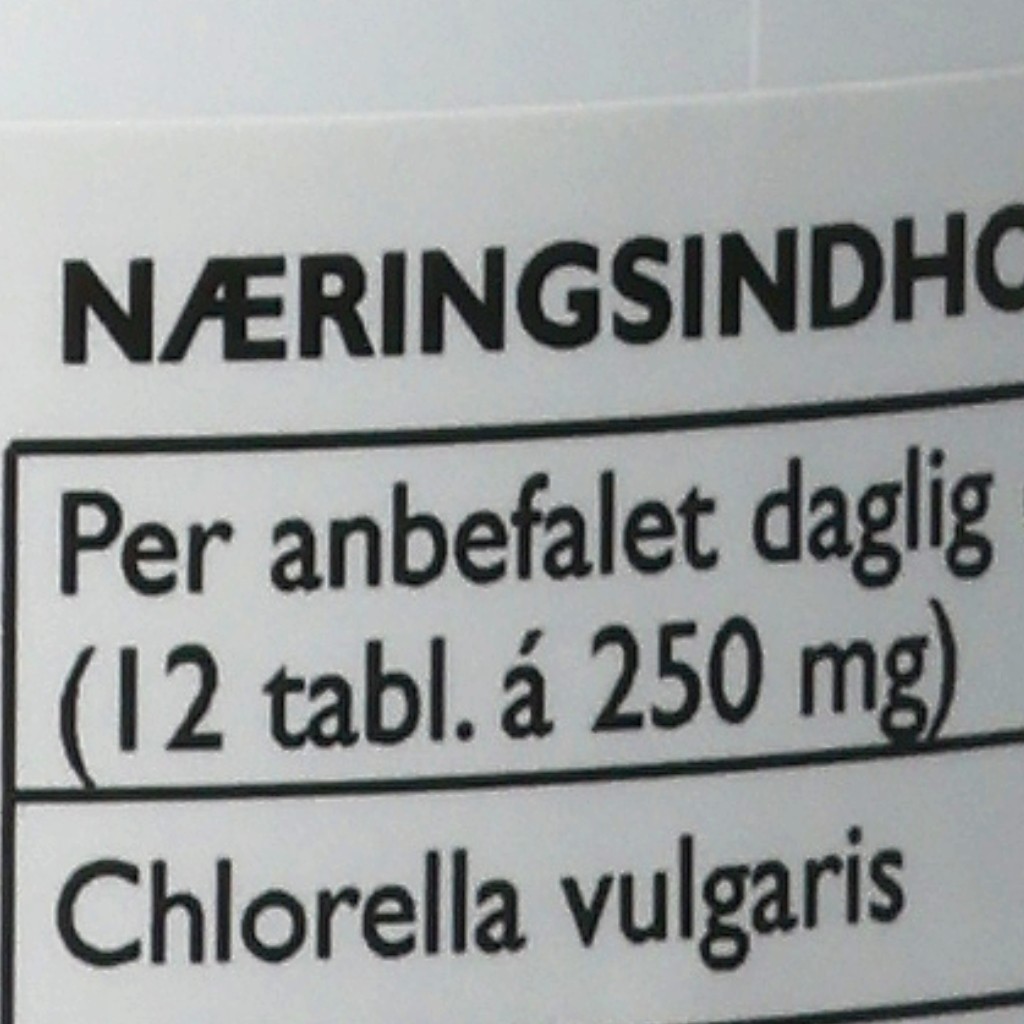 NÆRINGSINDHO
Per anbefalet daglig
(12 tabl. á 250 mg)
Chlorella vulgaris